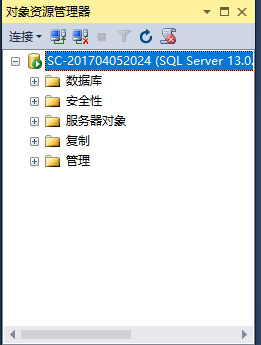 对象资源管理器
连接
SC-201704052024 (SQL Server 13.0.
数据库
安全性
服务器对象
复制
管理